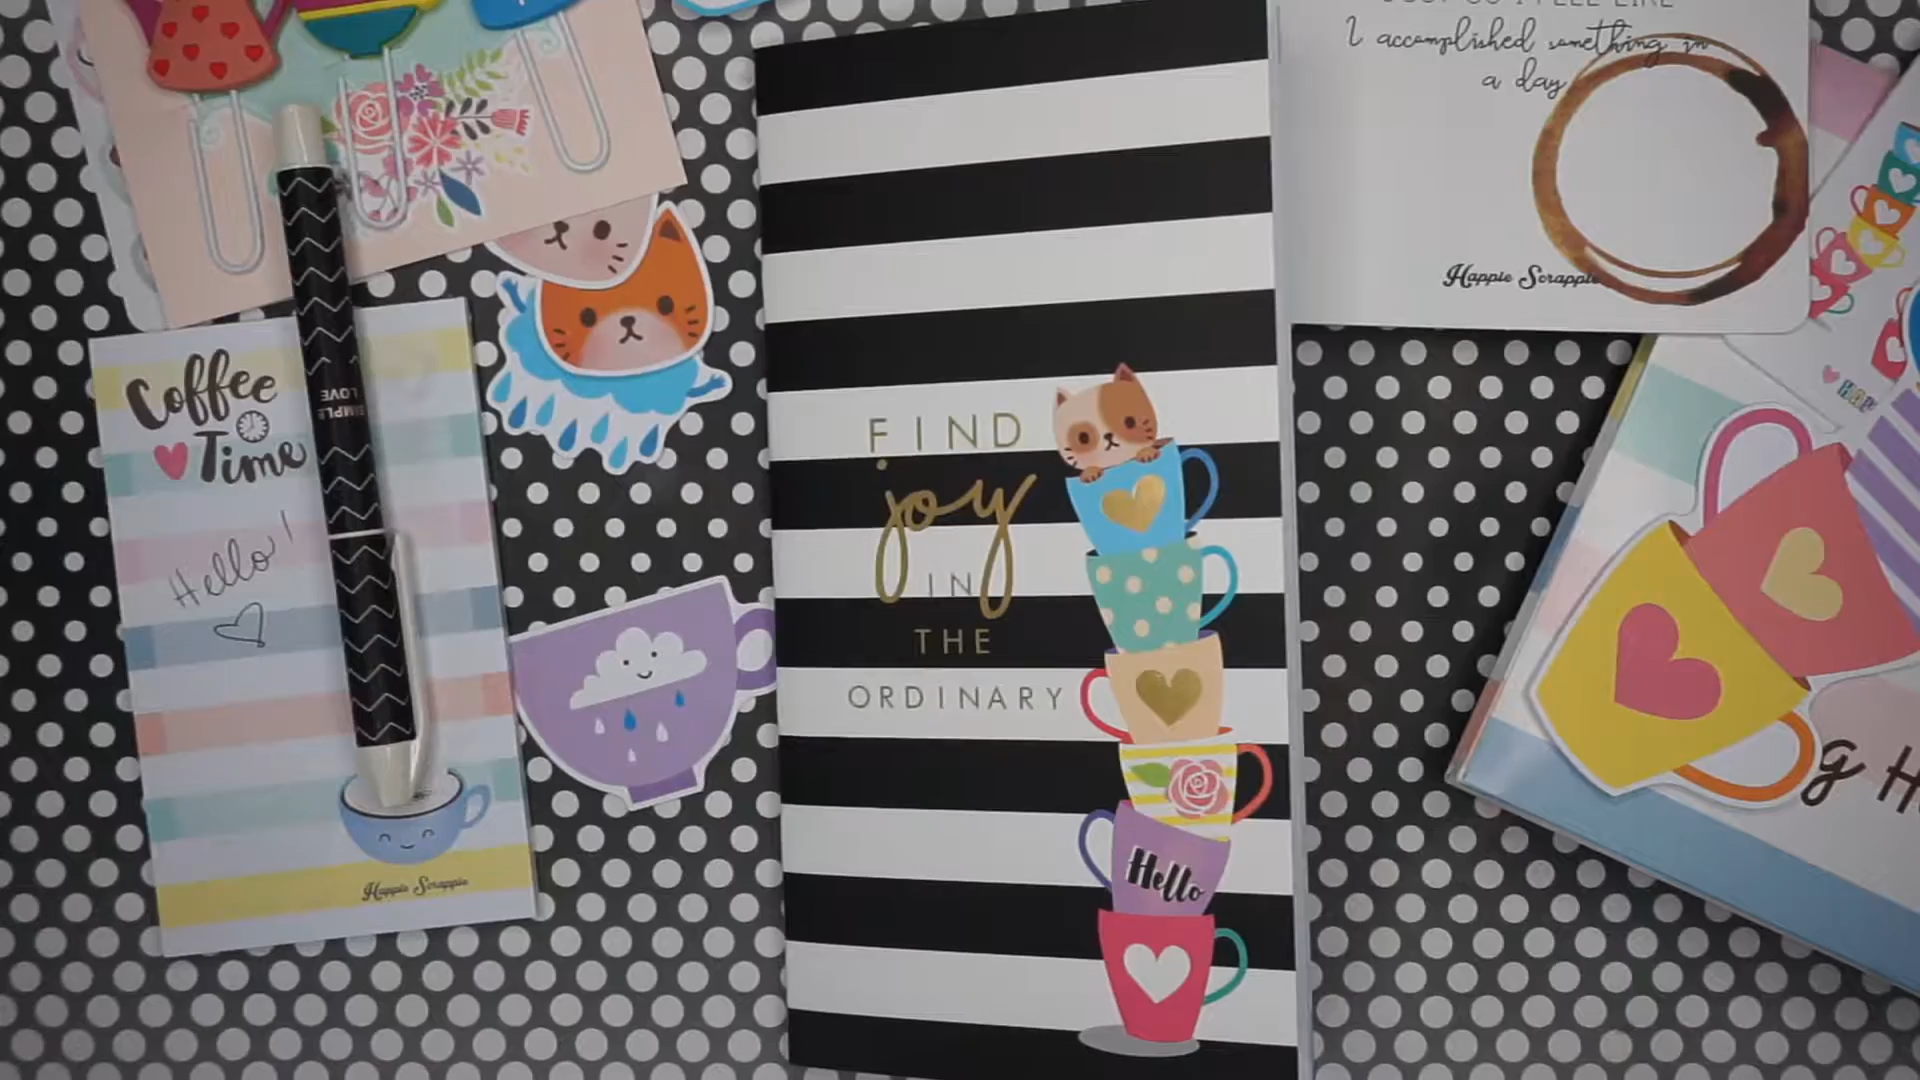 I accomplished something in
a day
Happie Scrappie
Coffee
Time
SIMPLE
LOVE
Hello!
Happie Scrappie
FIND
joy
IN
THE
ORDINARY
Hello
g H